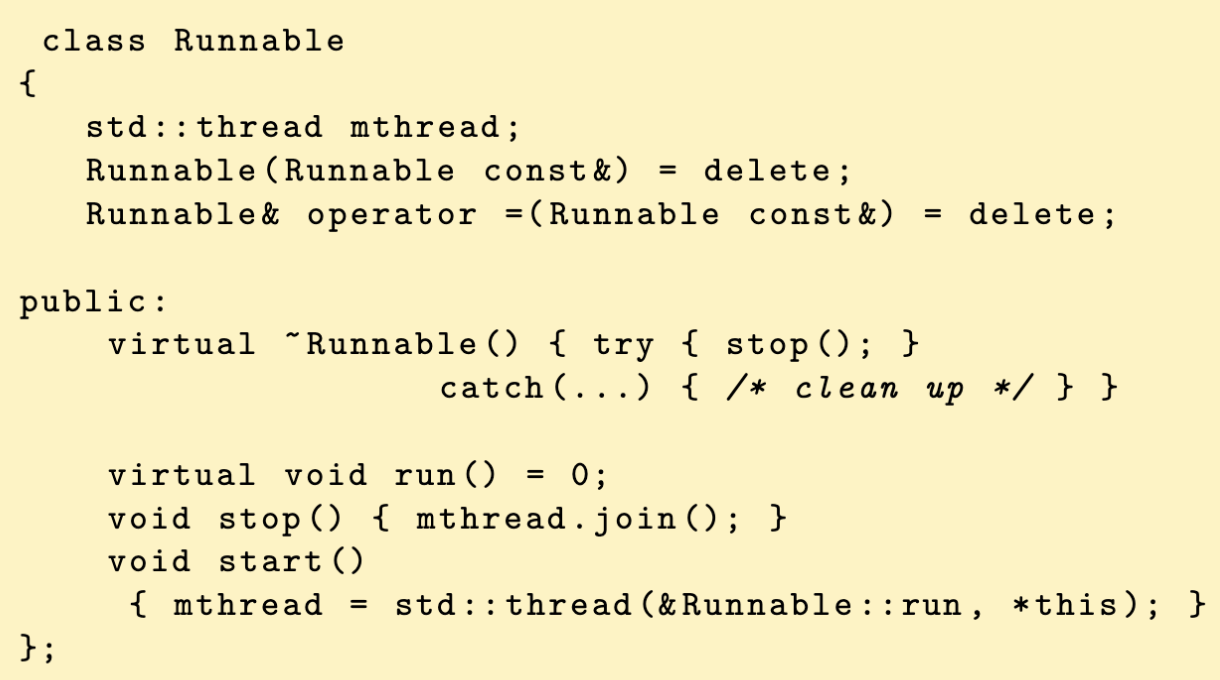 class Runnable
{
std::thread mthread;
Runnable(Runnable const&) = delete;
Runnable& operator =(Runnable const&) = delete;
public:
virtual ~Runnable() { try { stop(); }
catch(...) { /* clean up */ } }
virtual void run() = 0;
void stop() { mthread.join(); }
void start()
{ mthread = std::thread(&Runnable::run, *this); }
};